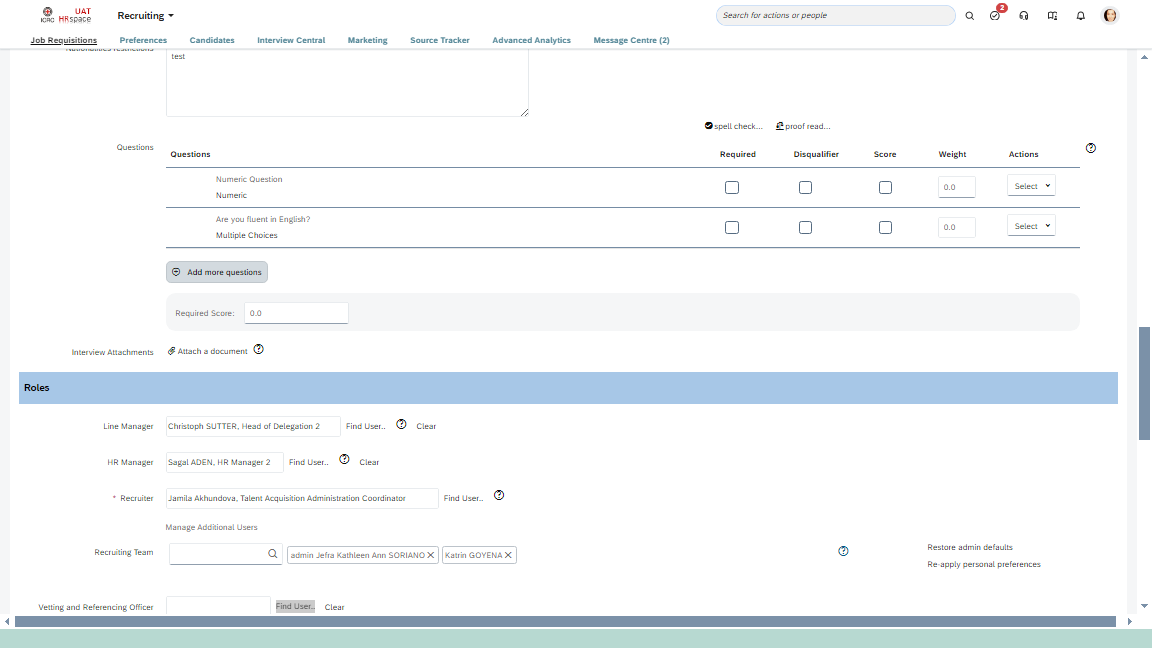 ICRC UAT HRspace Recruiting Search for actions or people 2
Job Requisitions Preferences Candidates Interview Central Marketing Source Tracker Advanced Analytics Message Centre (2)
Nationalities restrictions
test
spell check... proof read...
Questions Questions Required Disqualifier Score Weight Actions
Numeric Question
Numeric 0.0 Select
Are you fluent in English?
Multiple Choices 0.0 Select
Add more questions
Required Score: 0.0
Interview Attachments Attach a document
Roles
Line Manager Christoph SUTTER, Head of Delegation 2 Find User.. Clear
HR Manager Sagal ADEN, HR Manager 2 Find User.. Clear
* Recruiter Jamila Akhundova, Talent Acquisition Administration Coordinator Find User..
Manage Additional Users
Recruiting Team admin Jefra Kathleen Ann SORIANO Katrin GOYENA Restore admin defaults
Re-apply personal preferences
Vetting and Referencing Officer Find User.. Clear